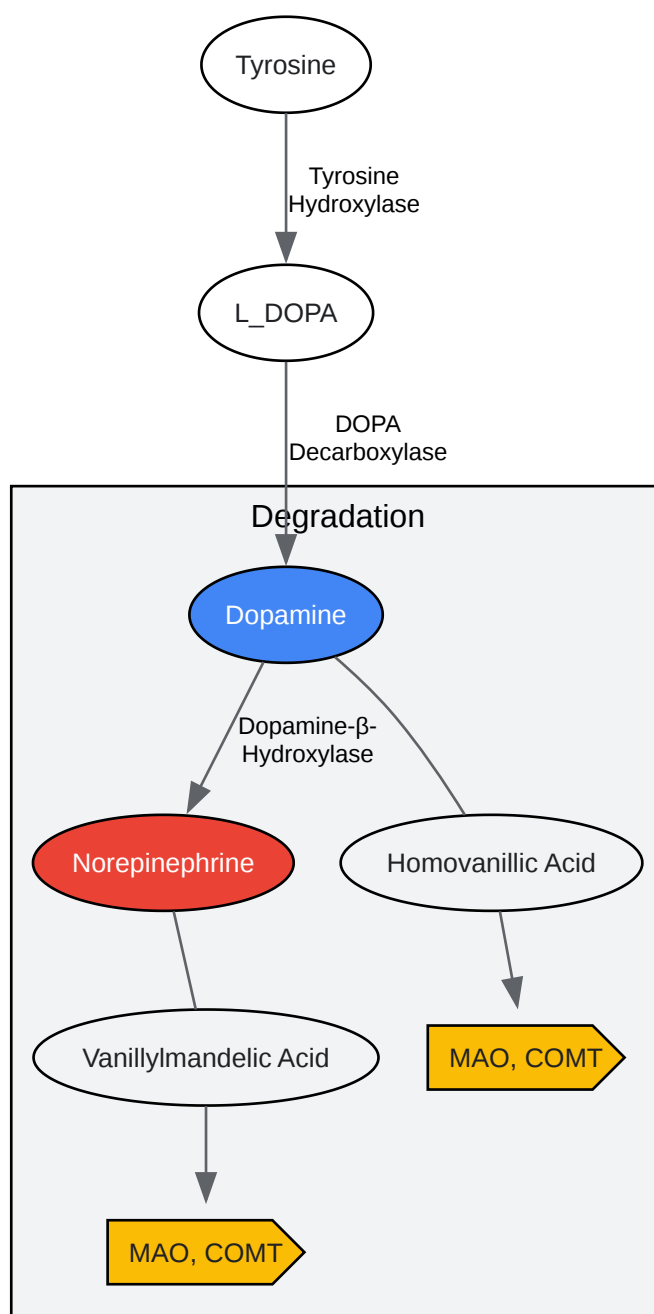 Tyrosine
Tyrosine
Hydroxylase
L_DOPA
DOPA
Decarboxylase
Degradation
Dopamine
Dopamine-β-
Hydroxylase
Norepinephrine
Homovanillic Acid
Vanillylmandelic Acid
MAO, COMT
MAO, COMT